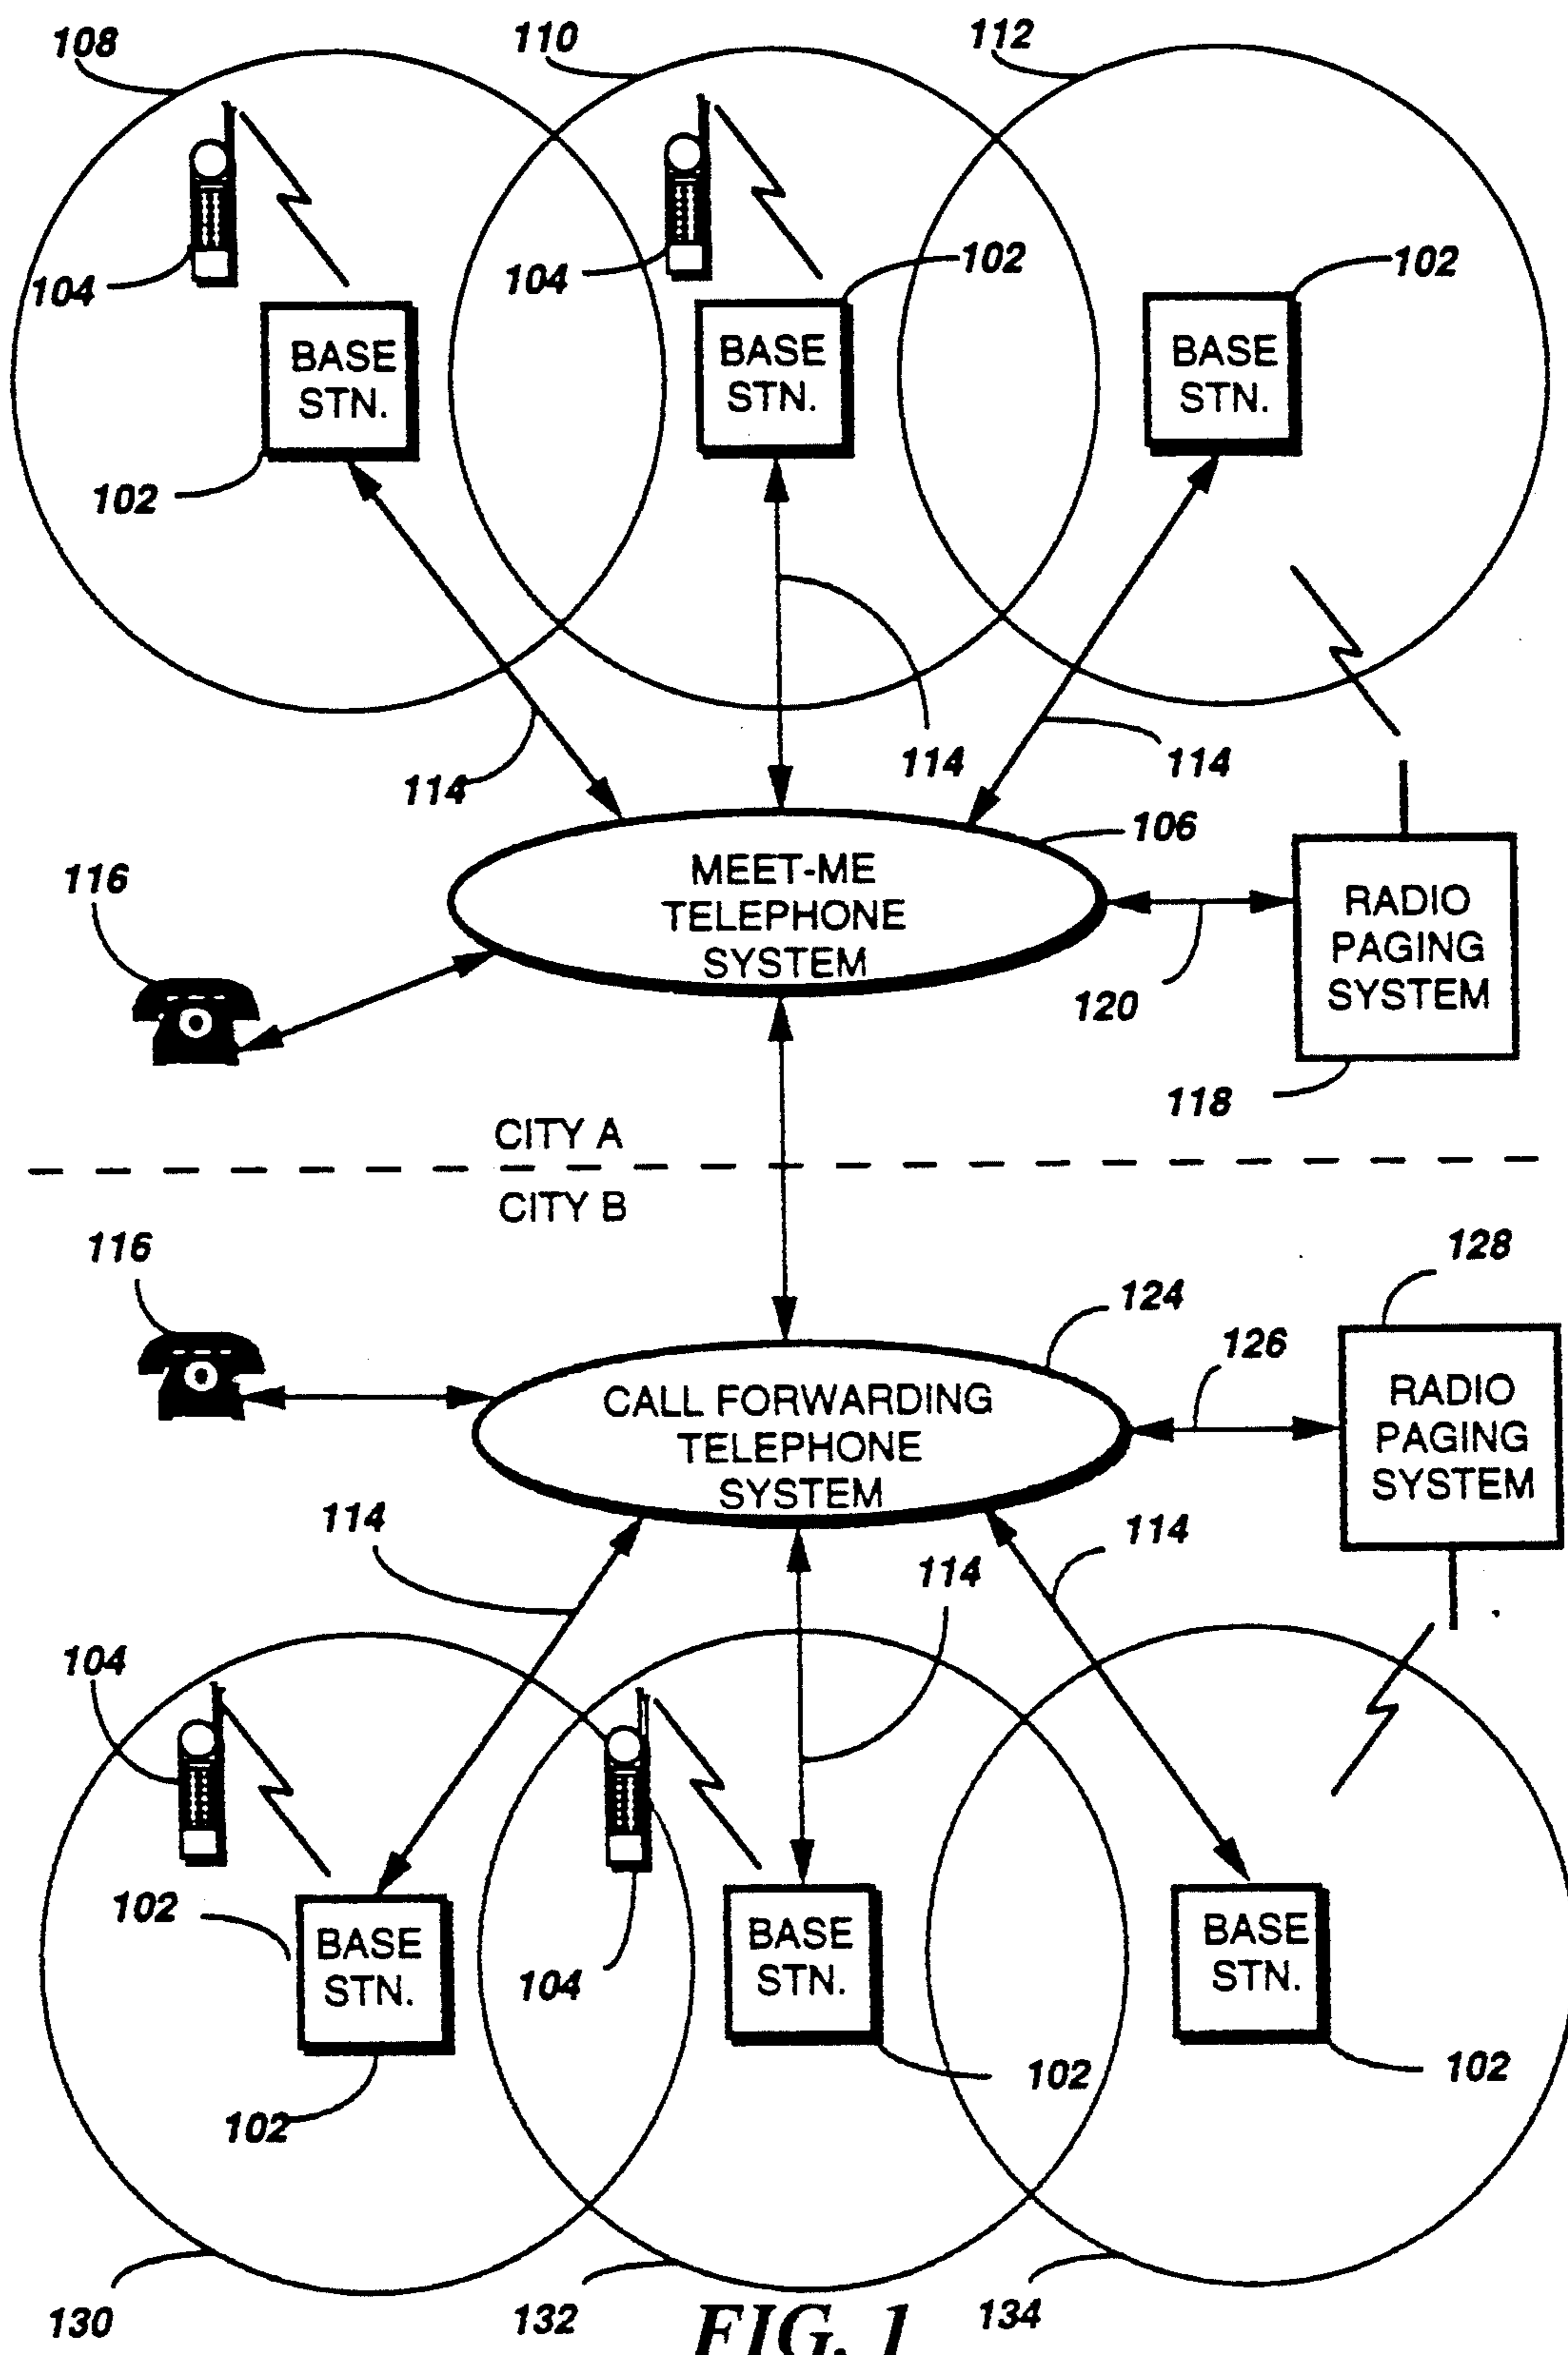 108
110
112
104
104
102
102
BASE
STN.
BASE
STN.
BASE
STN.
102
114
114
114
106
116
MEET-ME
TELEPHONE
SYSTEM
RADIO
PAGING
SYSTEM
120
118
CITY A
CITY B
116
128
124
126
CALL FORWARDING
TELEPHONE
SYSTEM
RADIO
PAGING
SYSTEM
114
114
114
104
102
BASE
STN.
104
BASE
STN.
BASE
STN.
102
102
102
130
132
134
FIG. 1